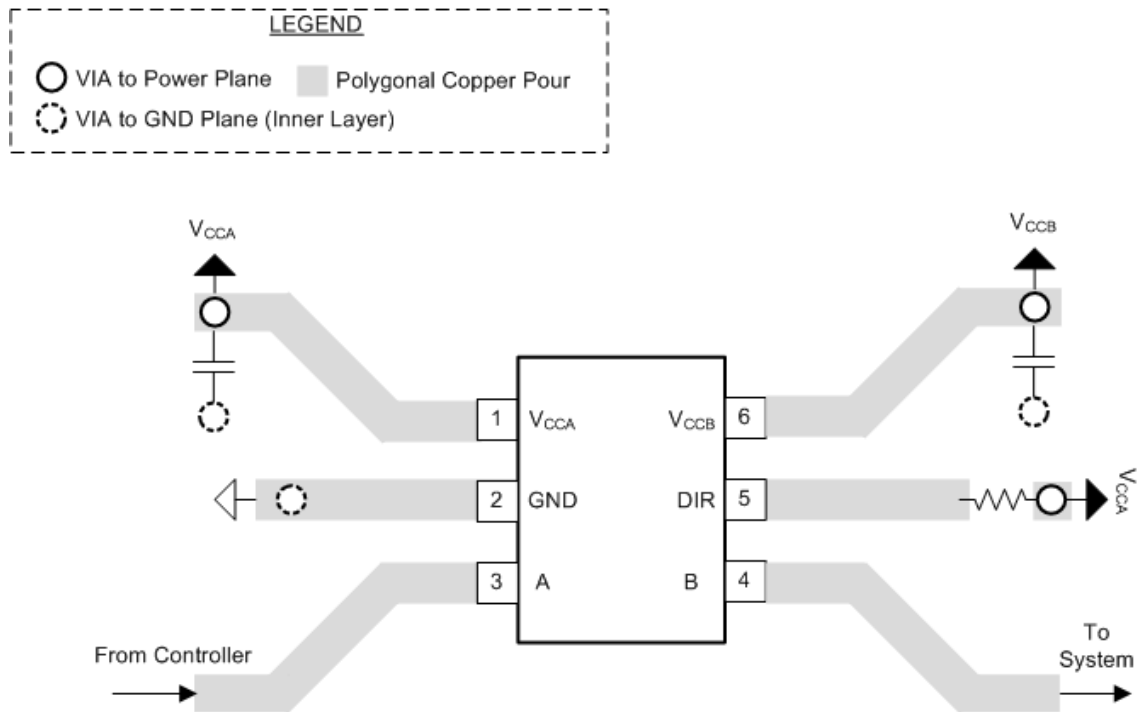 LEGEND
VIA to Power Plane
Polygonal Copper Pour
VIA to GND Plane (Inner Layer)
VCCA
VCCB
1
VCCA
VCCB
6
2
GND
DIR
5
VCCA
3
A
B
4
From Controller
To
System